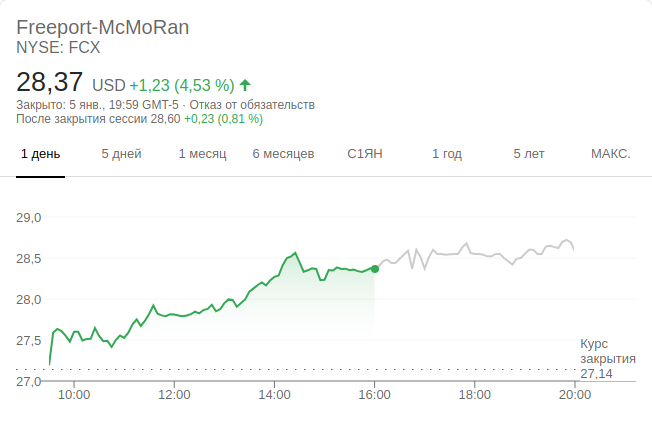 Freeport-McMoRan
NYSE: FCX
28,37 USD +1,23 (4,53 %)
Закрыто: 5 янв., 19:59 GMT-5 · Отказ от обязательств
После закрытия сессии 28,60 +0,23 (0,81 %)
1 день 5 дней 1 месяц 6 месяцев С1ЯН 1 год 5 лет МАКС.
29,0
28,5
28,0
27,5
Курс
закрытия
27,14
27,0
10:00 12:00 14:00 16:00 18:00 20:00